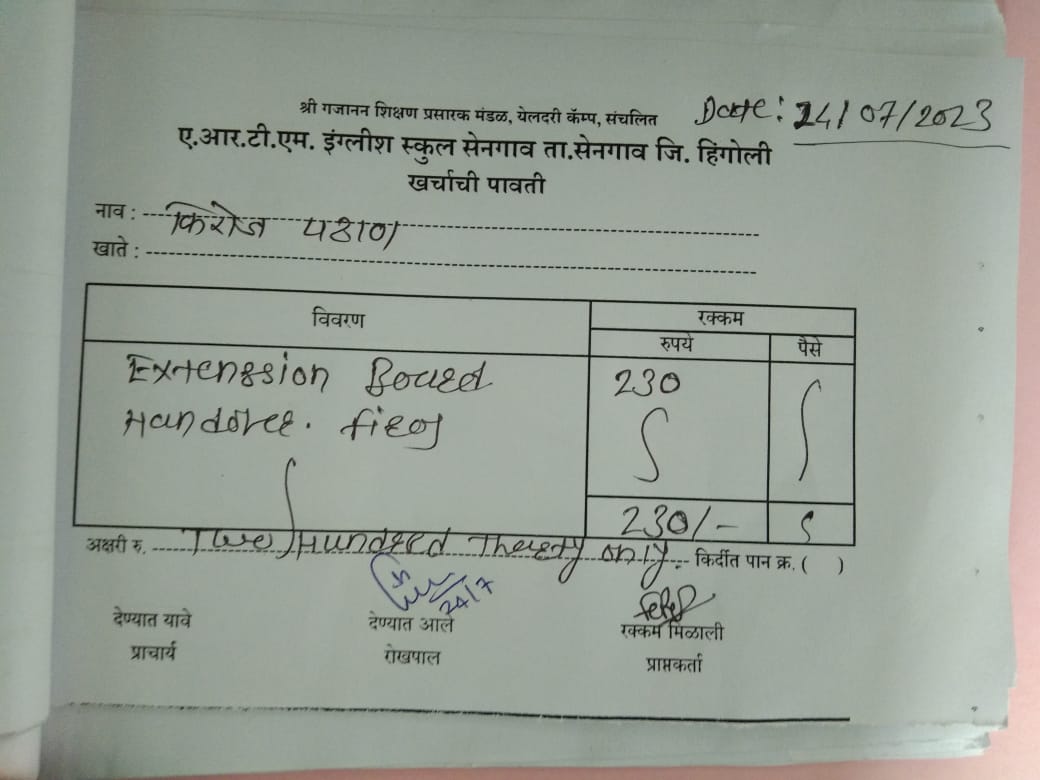 श्री गजानन शिक्षण प्रसारक मंडळ, येलदरी कॅम्प, संचलित
Date: 24/07/2023
ए.आर.टी.एम. इंग्लीश स्कुल सेनगाव ता.सेनगाव जि. हिंगोली
खर्चाची पावती
नाव : फिरोज पठाण
खाते :
विवरण रक्कम
रुपये पैसे
Extenssion Board 230
Handover.
230/-
अक्षरी रु. Two Hundred Therety only. किर्दीत पान क्र. ( )
24/7
देण्यात यावे देण्यात आले रक्कम मिळाली
प्राचार्य रोखपाल प्राप्तकर्ता